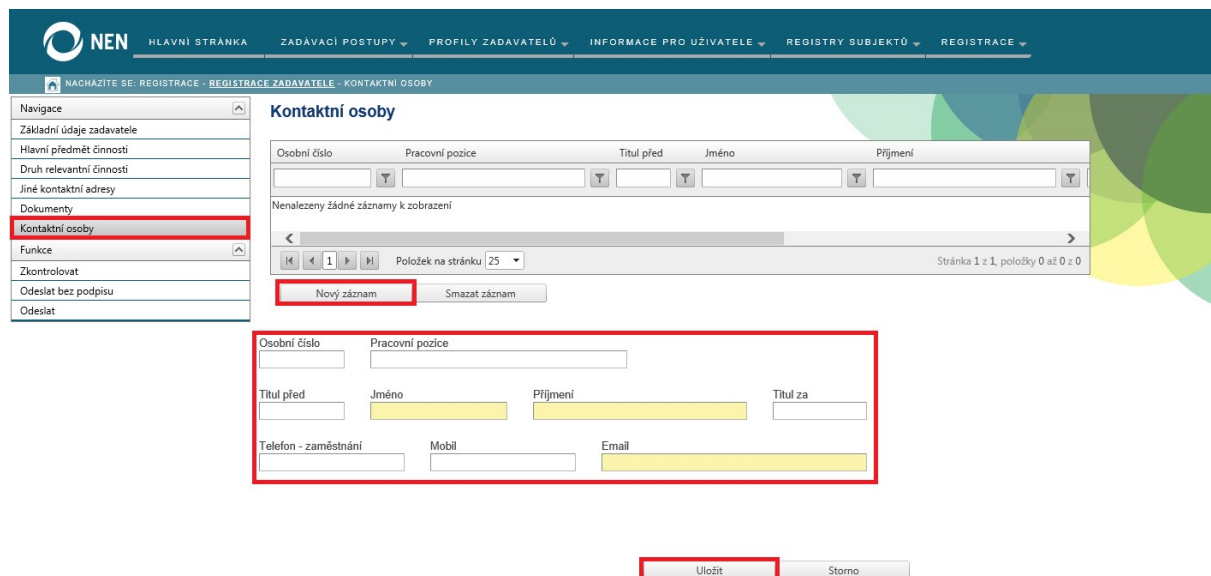 NEN HLAVNÍ STRÁNKA ZADÁVACÍ POSTUPY PROFILY ZADAVATELŮ INFORMACE PRO UŽIVATELE REGISTRY SUBJEKTŮ REGISTRACE
NACHÁZÍTE SE: REGISTRACE - REGISTRACE ZADAVATELE - KONTAKTNÍ OSOBY
Navigace
Základní údaje zadavatele
Hlavní předmět činnosti
Druh relevantní činnosti
Jiné kontaktní adresy
Dokumenty
Kontaktní osoby
Funkce
Zkontrolovat
Odeslat bez podpisu
Odeslat
Kontaktní osoby
Osobní číslo Pracovní pozice Titul před Jméno Příjmení
Nenalezeny žádné záznamy k zobrazení
1 Položek na stránku 25 Stránka 1 z 1, položky 0 až 0 z 0
Nový záznam Smazat záznam
Osobní číslo Pracovní pozice
Titul před Jméno Příjmení Titul za
Telefon - zaměstnání Mobil Email
Uložit Storno